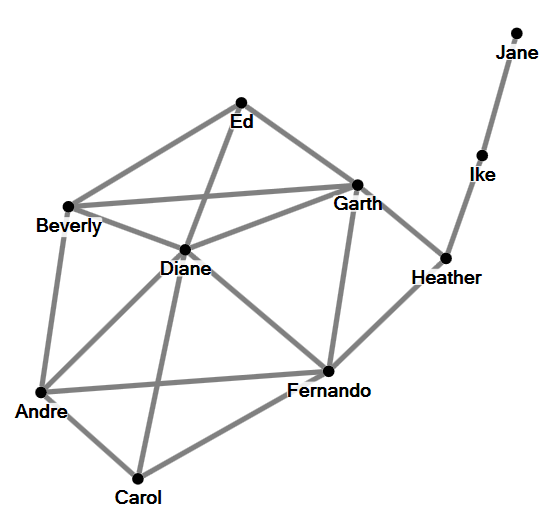 Jane
Ed
Ike
Garth
Beverly
Diane
Heather
Fernando
Andre
Carol